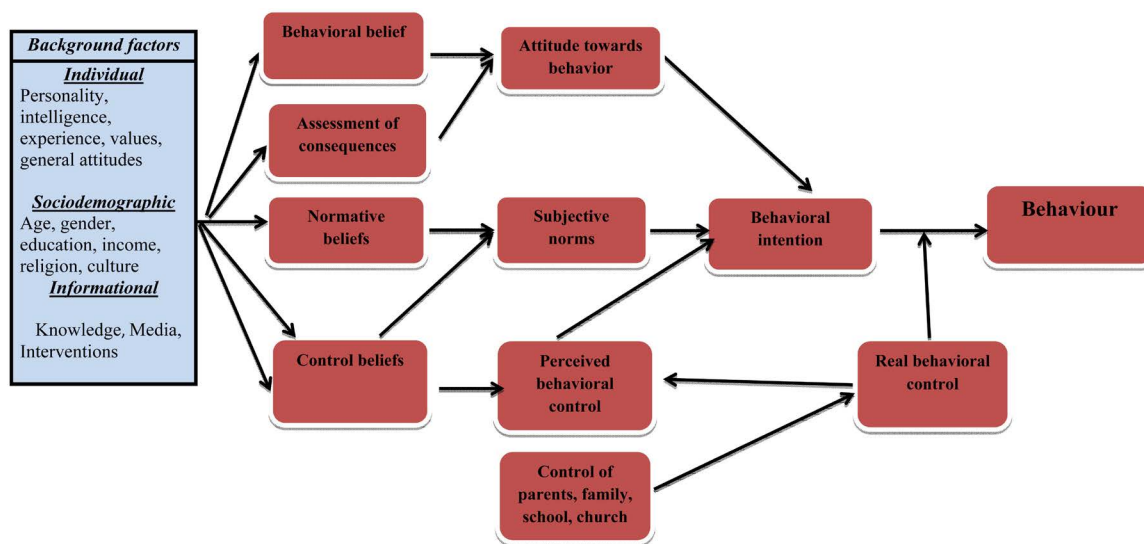 Background factors
Individual
Personality,
intelligence,
experience, values,
general attitudes
Sociodemographic
Age, gender,
education, income,
religion, culture
Informational
Knowledge, Media,
Interventions
Behavioral belief
Assessment of
consequences
Normative
beliefs
Control beliefs
Attitude towards
behavior
Subjective
norms
Perceived
behavioral
control
Control of
parents, family,
school, church
Behavioral
intention
Real behavioral
control
Behaviour